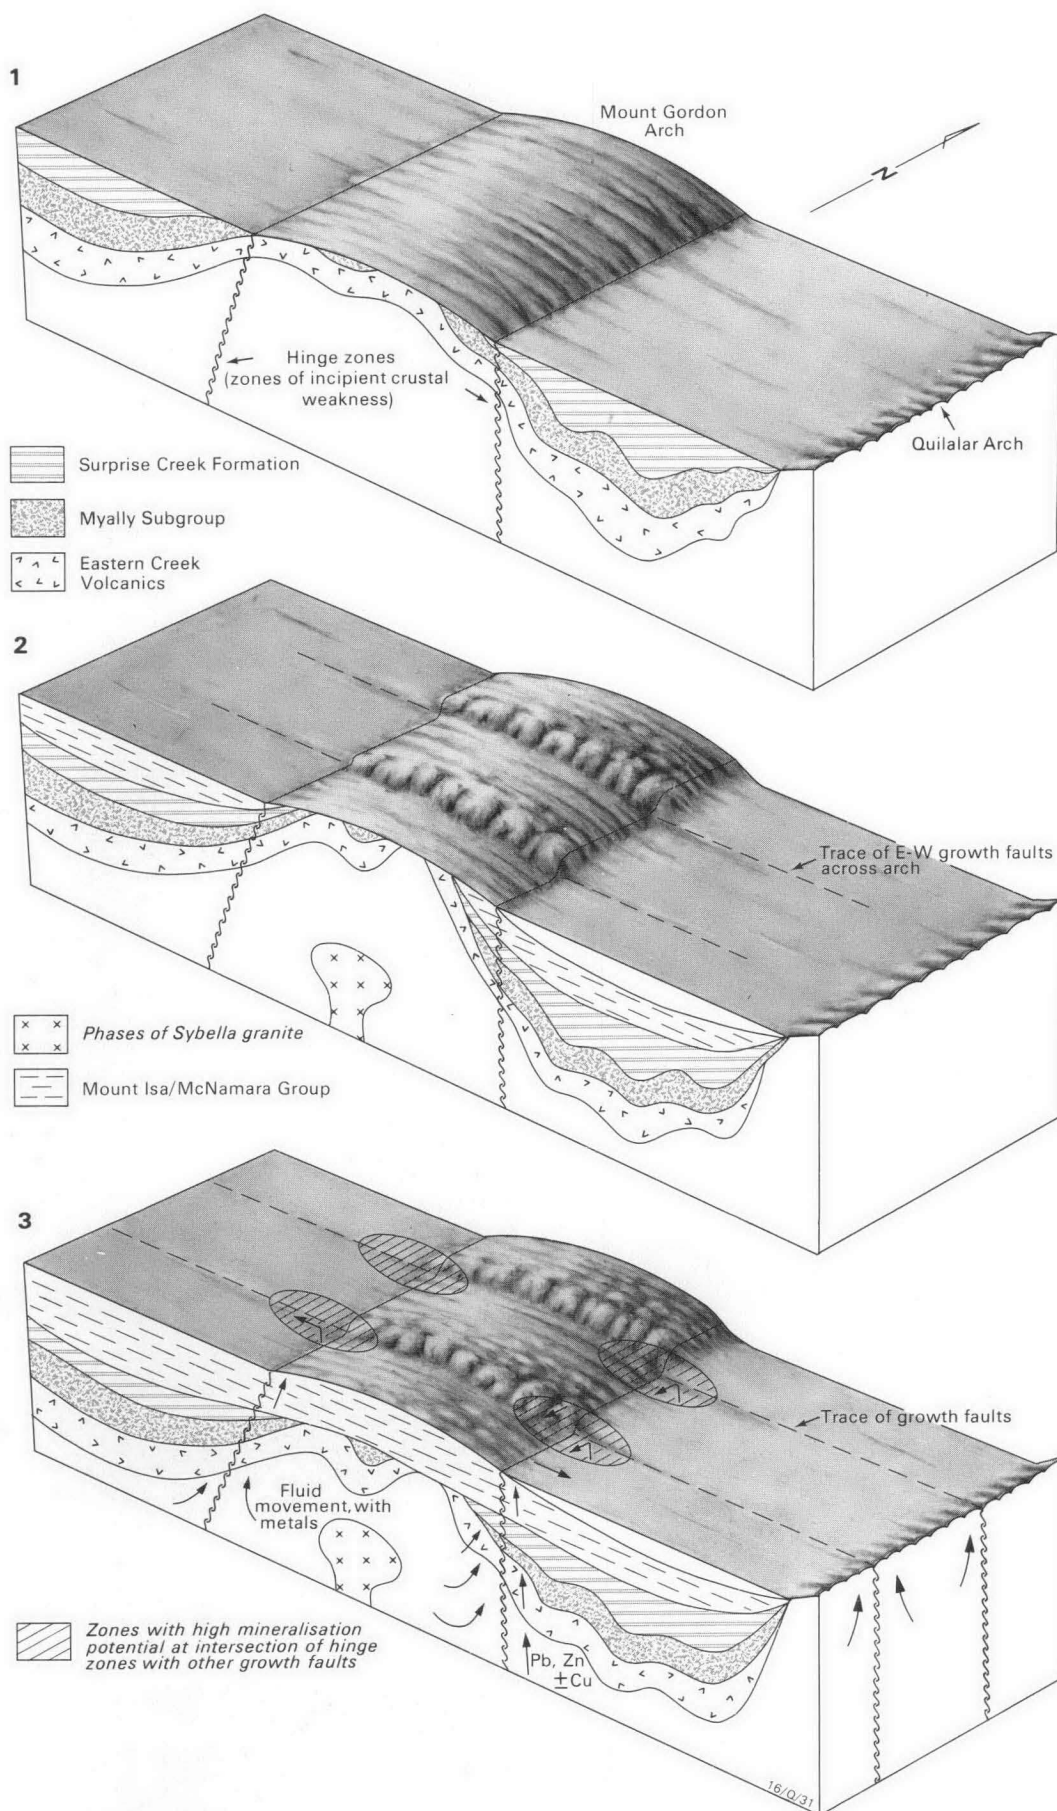 1
Mount Gordon
Arch
N
Hinge zones
(zones of incipient crustal
weakness)
Quilalar Arch
Surprise Creek Formation
Myally Subgroup
Eastern Creek
Volcanics
2
Trace of E-W growth faults
across arch
Phases of Sybella granite
Mount Isa/McNamara Group
3
Trace of growth faults
Fluid
movement, with
metals
Zones with high mineralisation
potential at intersection of hinge
zones with other growth faults
Pb, Zn
±Cu
16/Q/31